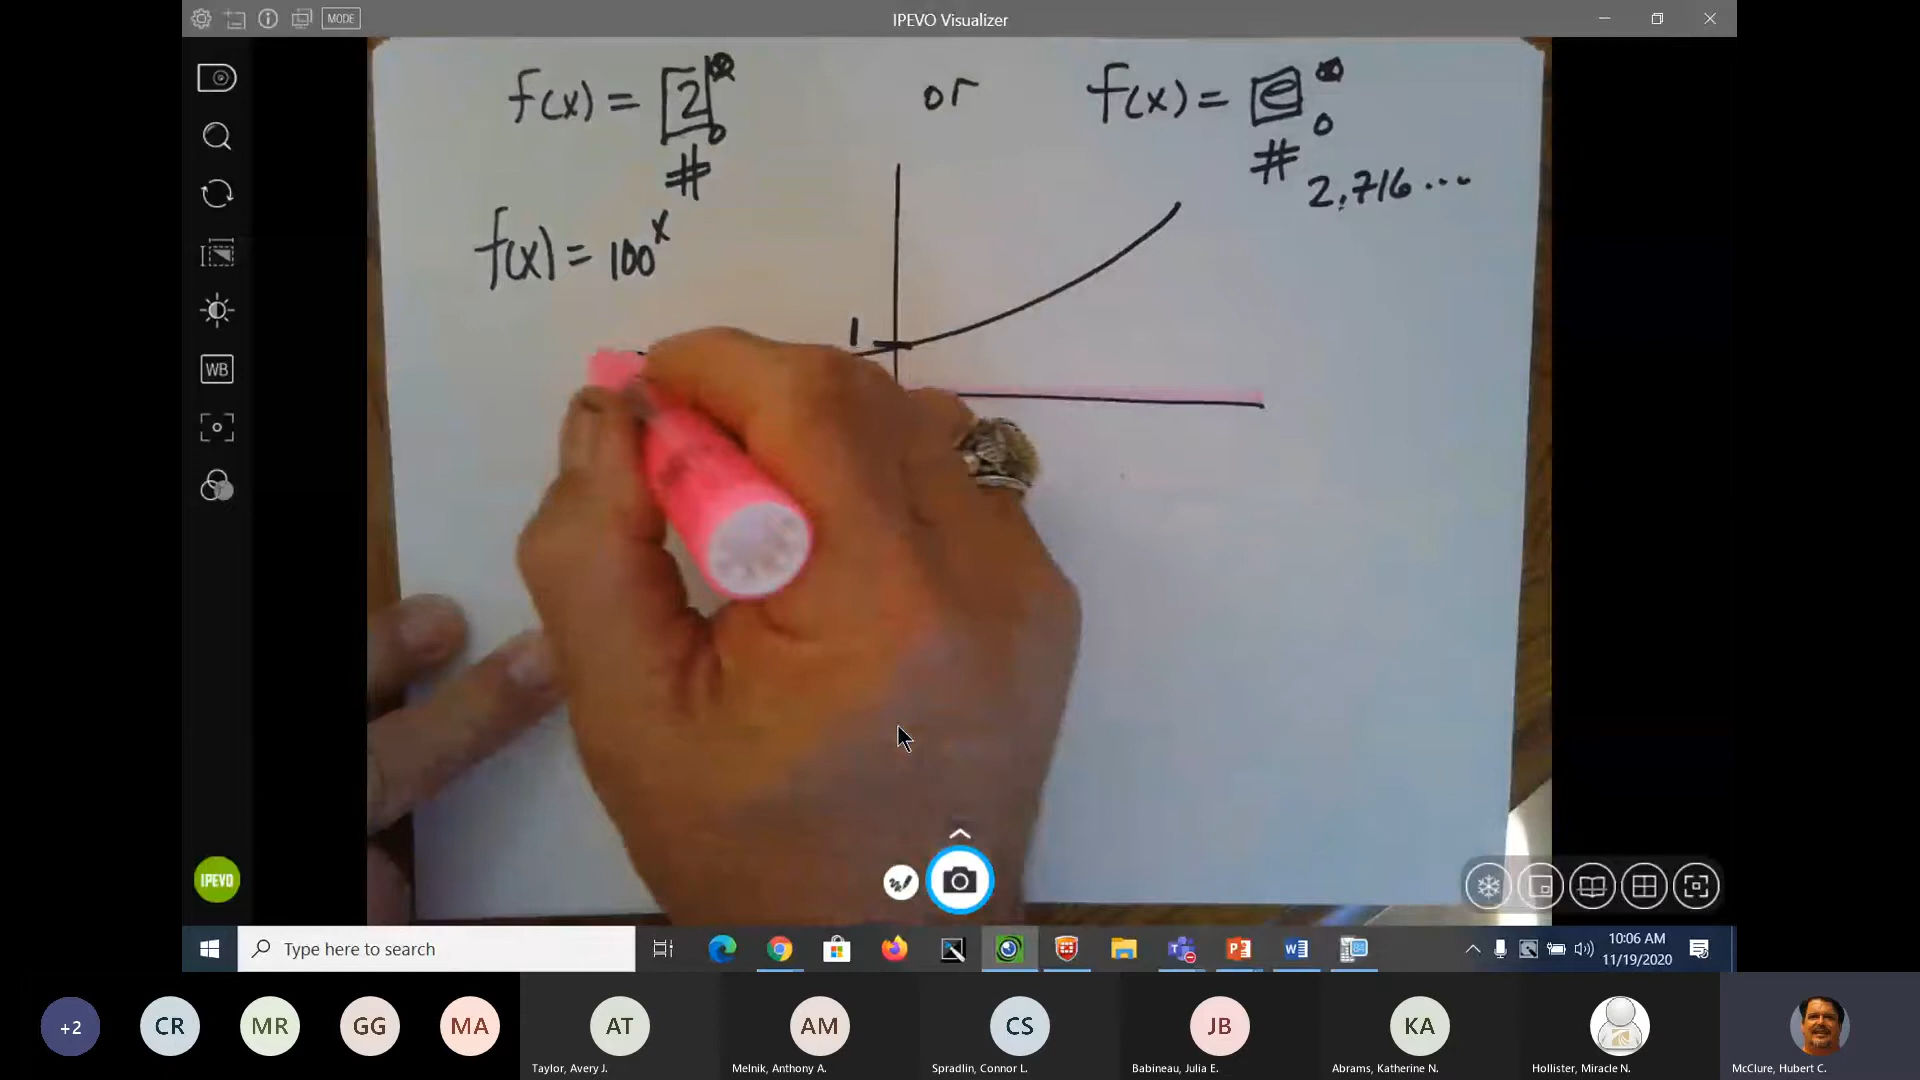 IPEVO Visualizer
MODE
f(x) = 2 or f(x) = e
# # 2.716...
f(x) = 100^x
1
WB
IPEVO
Type here to search
10:06 AM
11/19/2020
+2 CR MR GG MA AT AM CS JB KA
Taylor, Avery J. Melnik, Anthony A. Spradlin, Connor L. Babineau, Julia E. Abrams, Katherine N. Hollister, Miracle N. McClure, Hubert C.